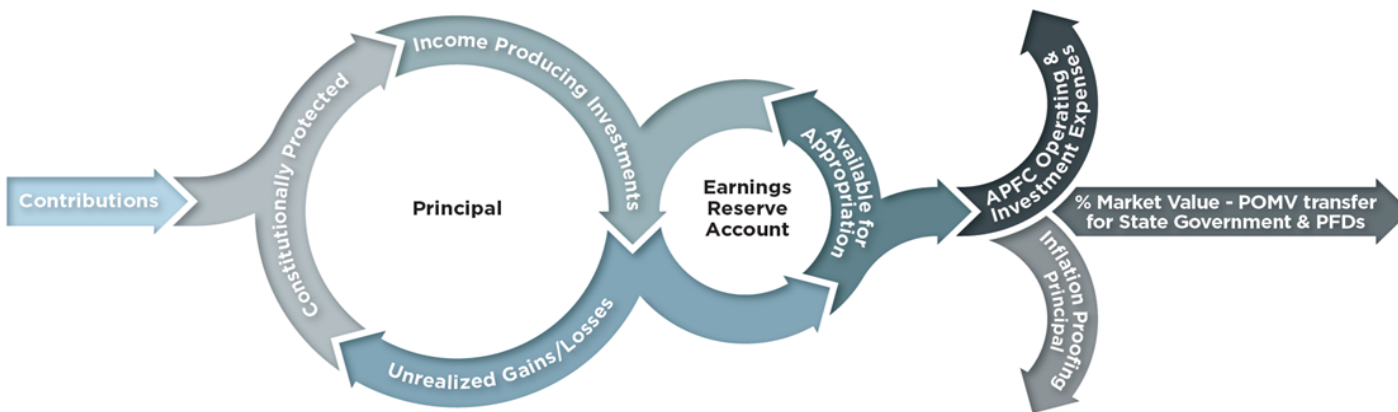 Contributions
Constitutionally Protected
Income Producing Investments
Principal
Unrealized Gains/Losses
Earnings
Reserve
Account
Available for
Appropriation
APFC Operating &
Investment Expenses
% Market Value - POMV transfer
for State Government & PFDs
Inflation Proofing
Principal